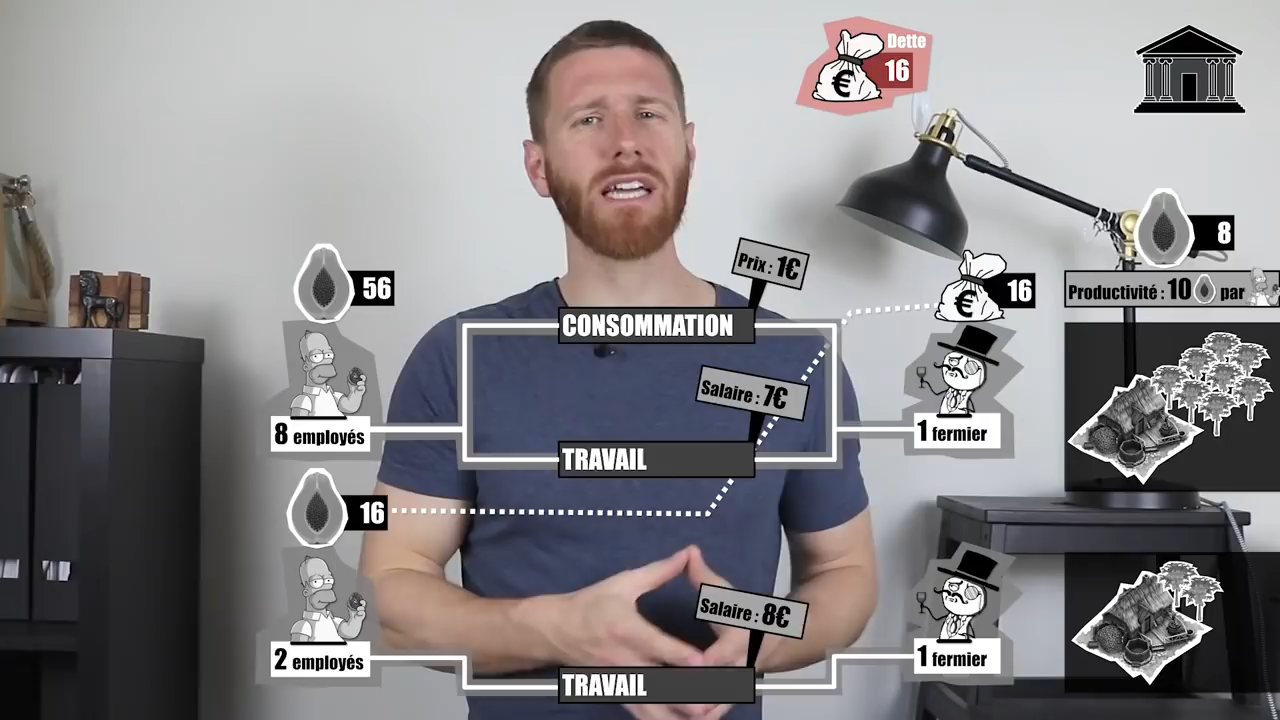 Dette
16
8
Prix : 1€
56
CONSOMMATION
16
Productivité : 10 par
Salaire : 7€
8 employés
1 fermier
TRAVAIL
16
Salaire : 8€
2 employés
1 fermier
TRAVAIL